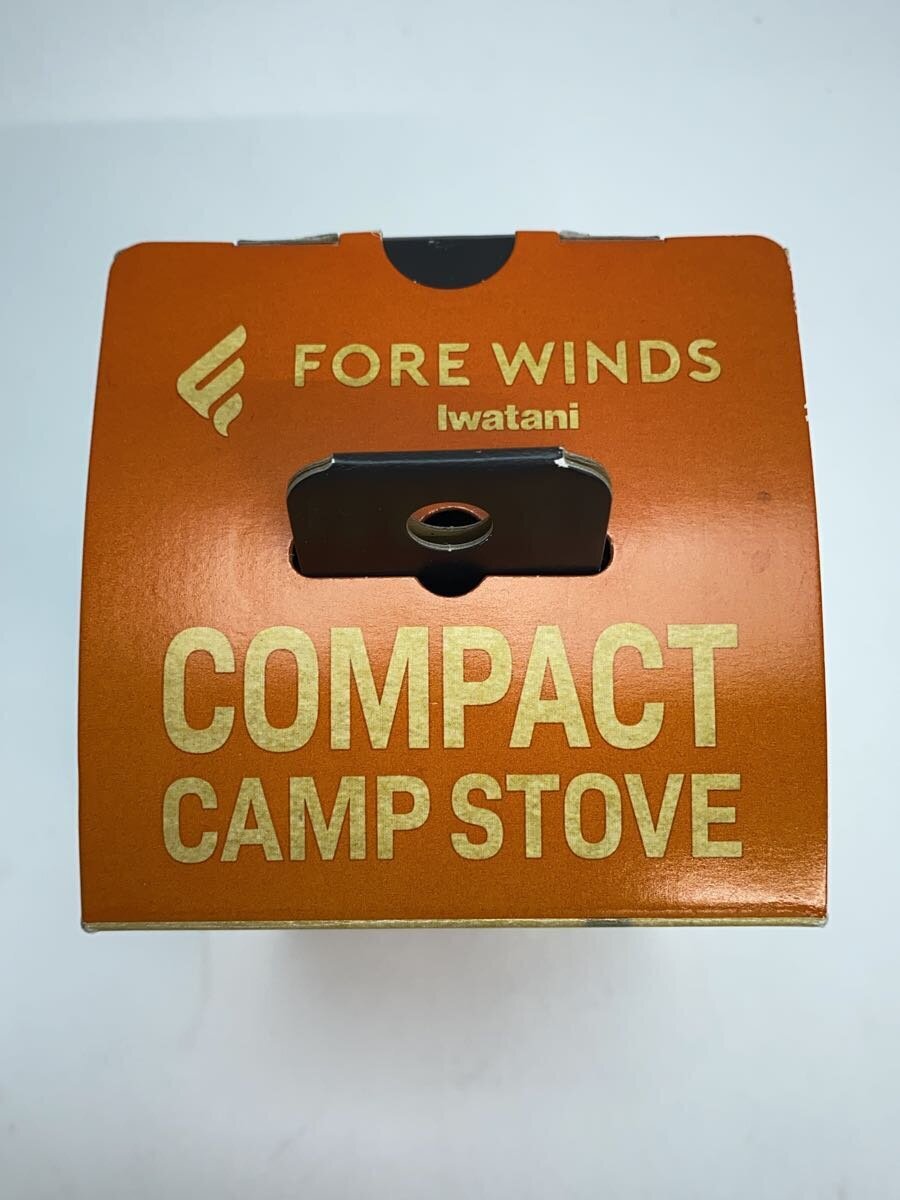 FORE WINDS
Iwatani
COMPACT
CAMP STOVE